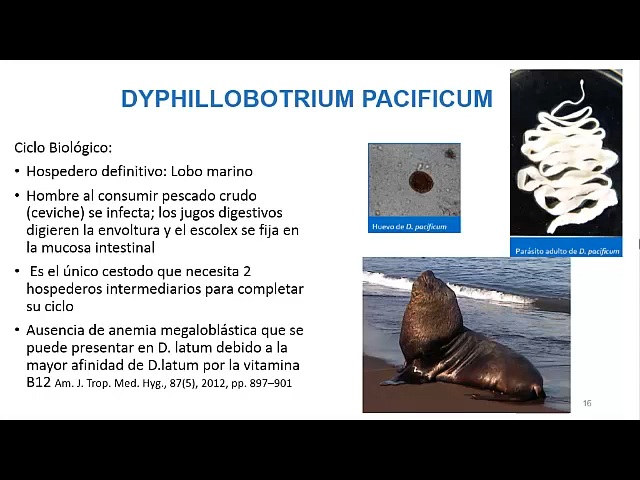 DYPHILLOBOTRIUM PACIFICUM
Ciclo Biológico:
• Hospedero definitivo: Lobo marino
• Hombre al consumir pescado crudo
(ceviche) se infecta; los jugos digestivos
digieren la envoltura y el escolex se fija en
la mucosa intestinal
• Es el único cestodo que necesita 2
hospederos intermediarios para completar
su ciclo
• Ausencia de anemia megaloblástica que se
puede presentar en D. latum debido a la
mayor afinidad de D.latum por la vitamina
B12 Am. J. Trop. Med. Hyg., 87(5), 2012, pp. 897–901
Huevo de D. pacificum
Parásito adulto de D. pacificum
16